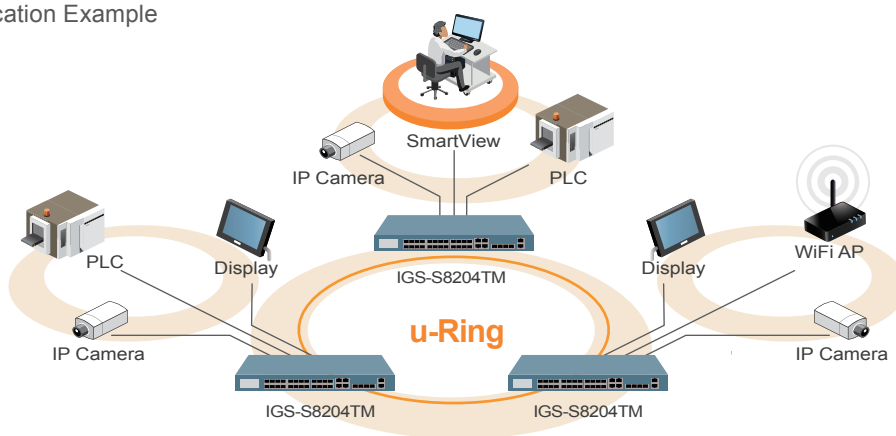 cation Example
SmartView
IP Camera
PLC
IGS-S8204TM
PLC
Display
IP Camera
Display
WiFi AP
IP Camera
u-Ring
IGS-S8204TM
IGS-S8204TM